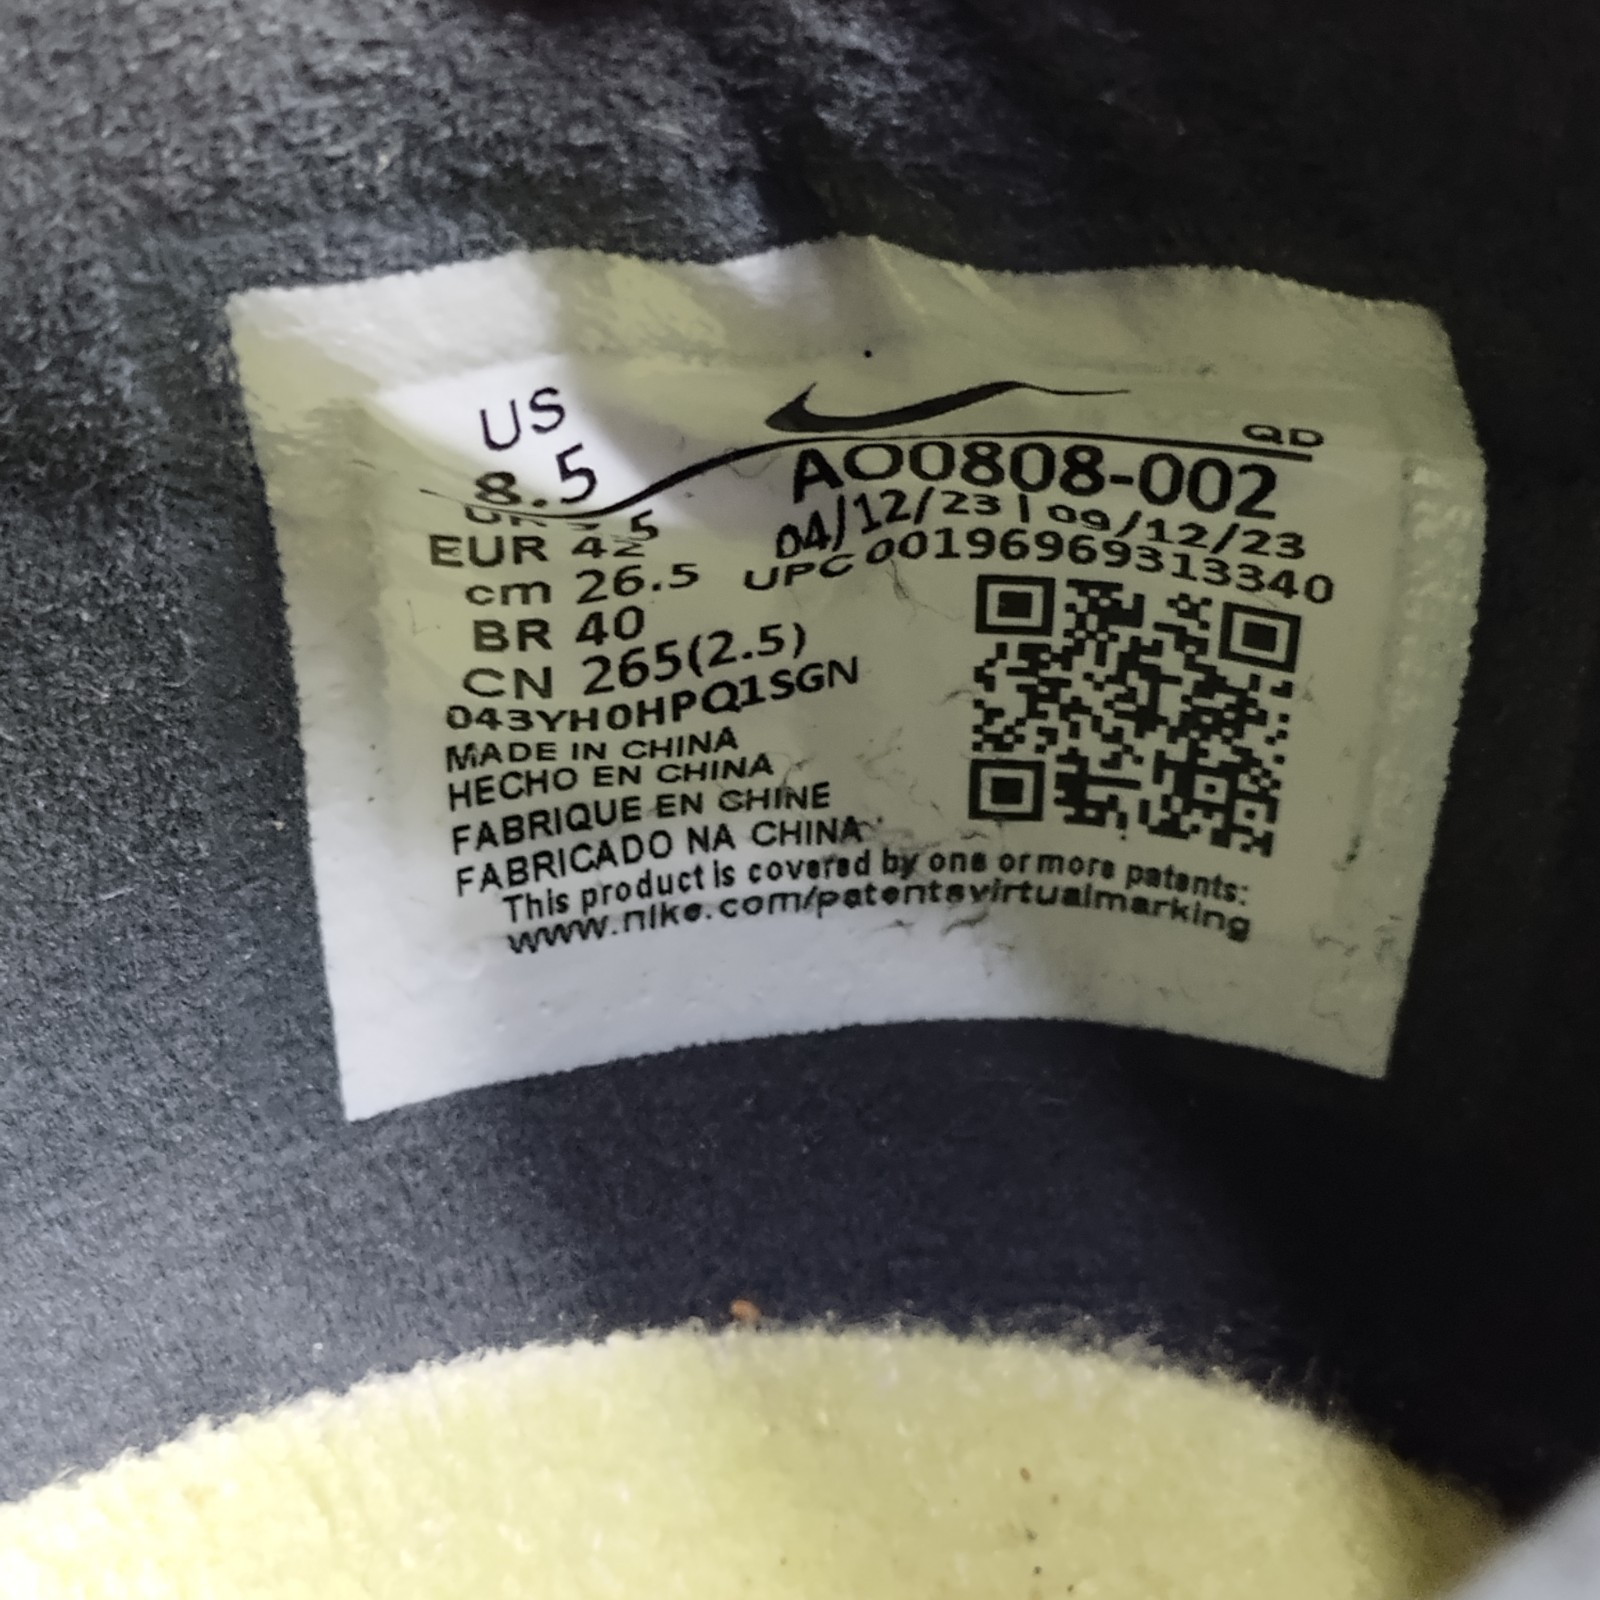 US
8.5
QD
AO0808-002
04/12/23 | 09/12/23
UPC 00196969313340
EUR 42
cm 26.5
BR 40
CN 265(2.5)
043YH0HPQ1SGN
MADE IN CHINA
HECHO EN CHINA
FABRIQUE EN CHINE
FABRICADO NA CHINA
This product is covered by one or more patents:
www.nike.com/patentsvirtualmarking